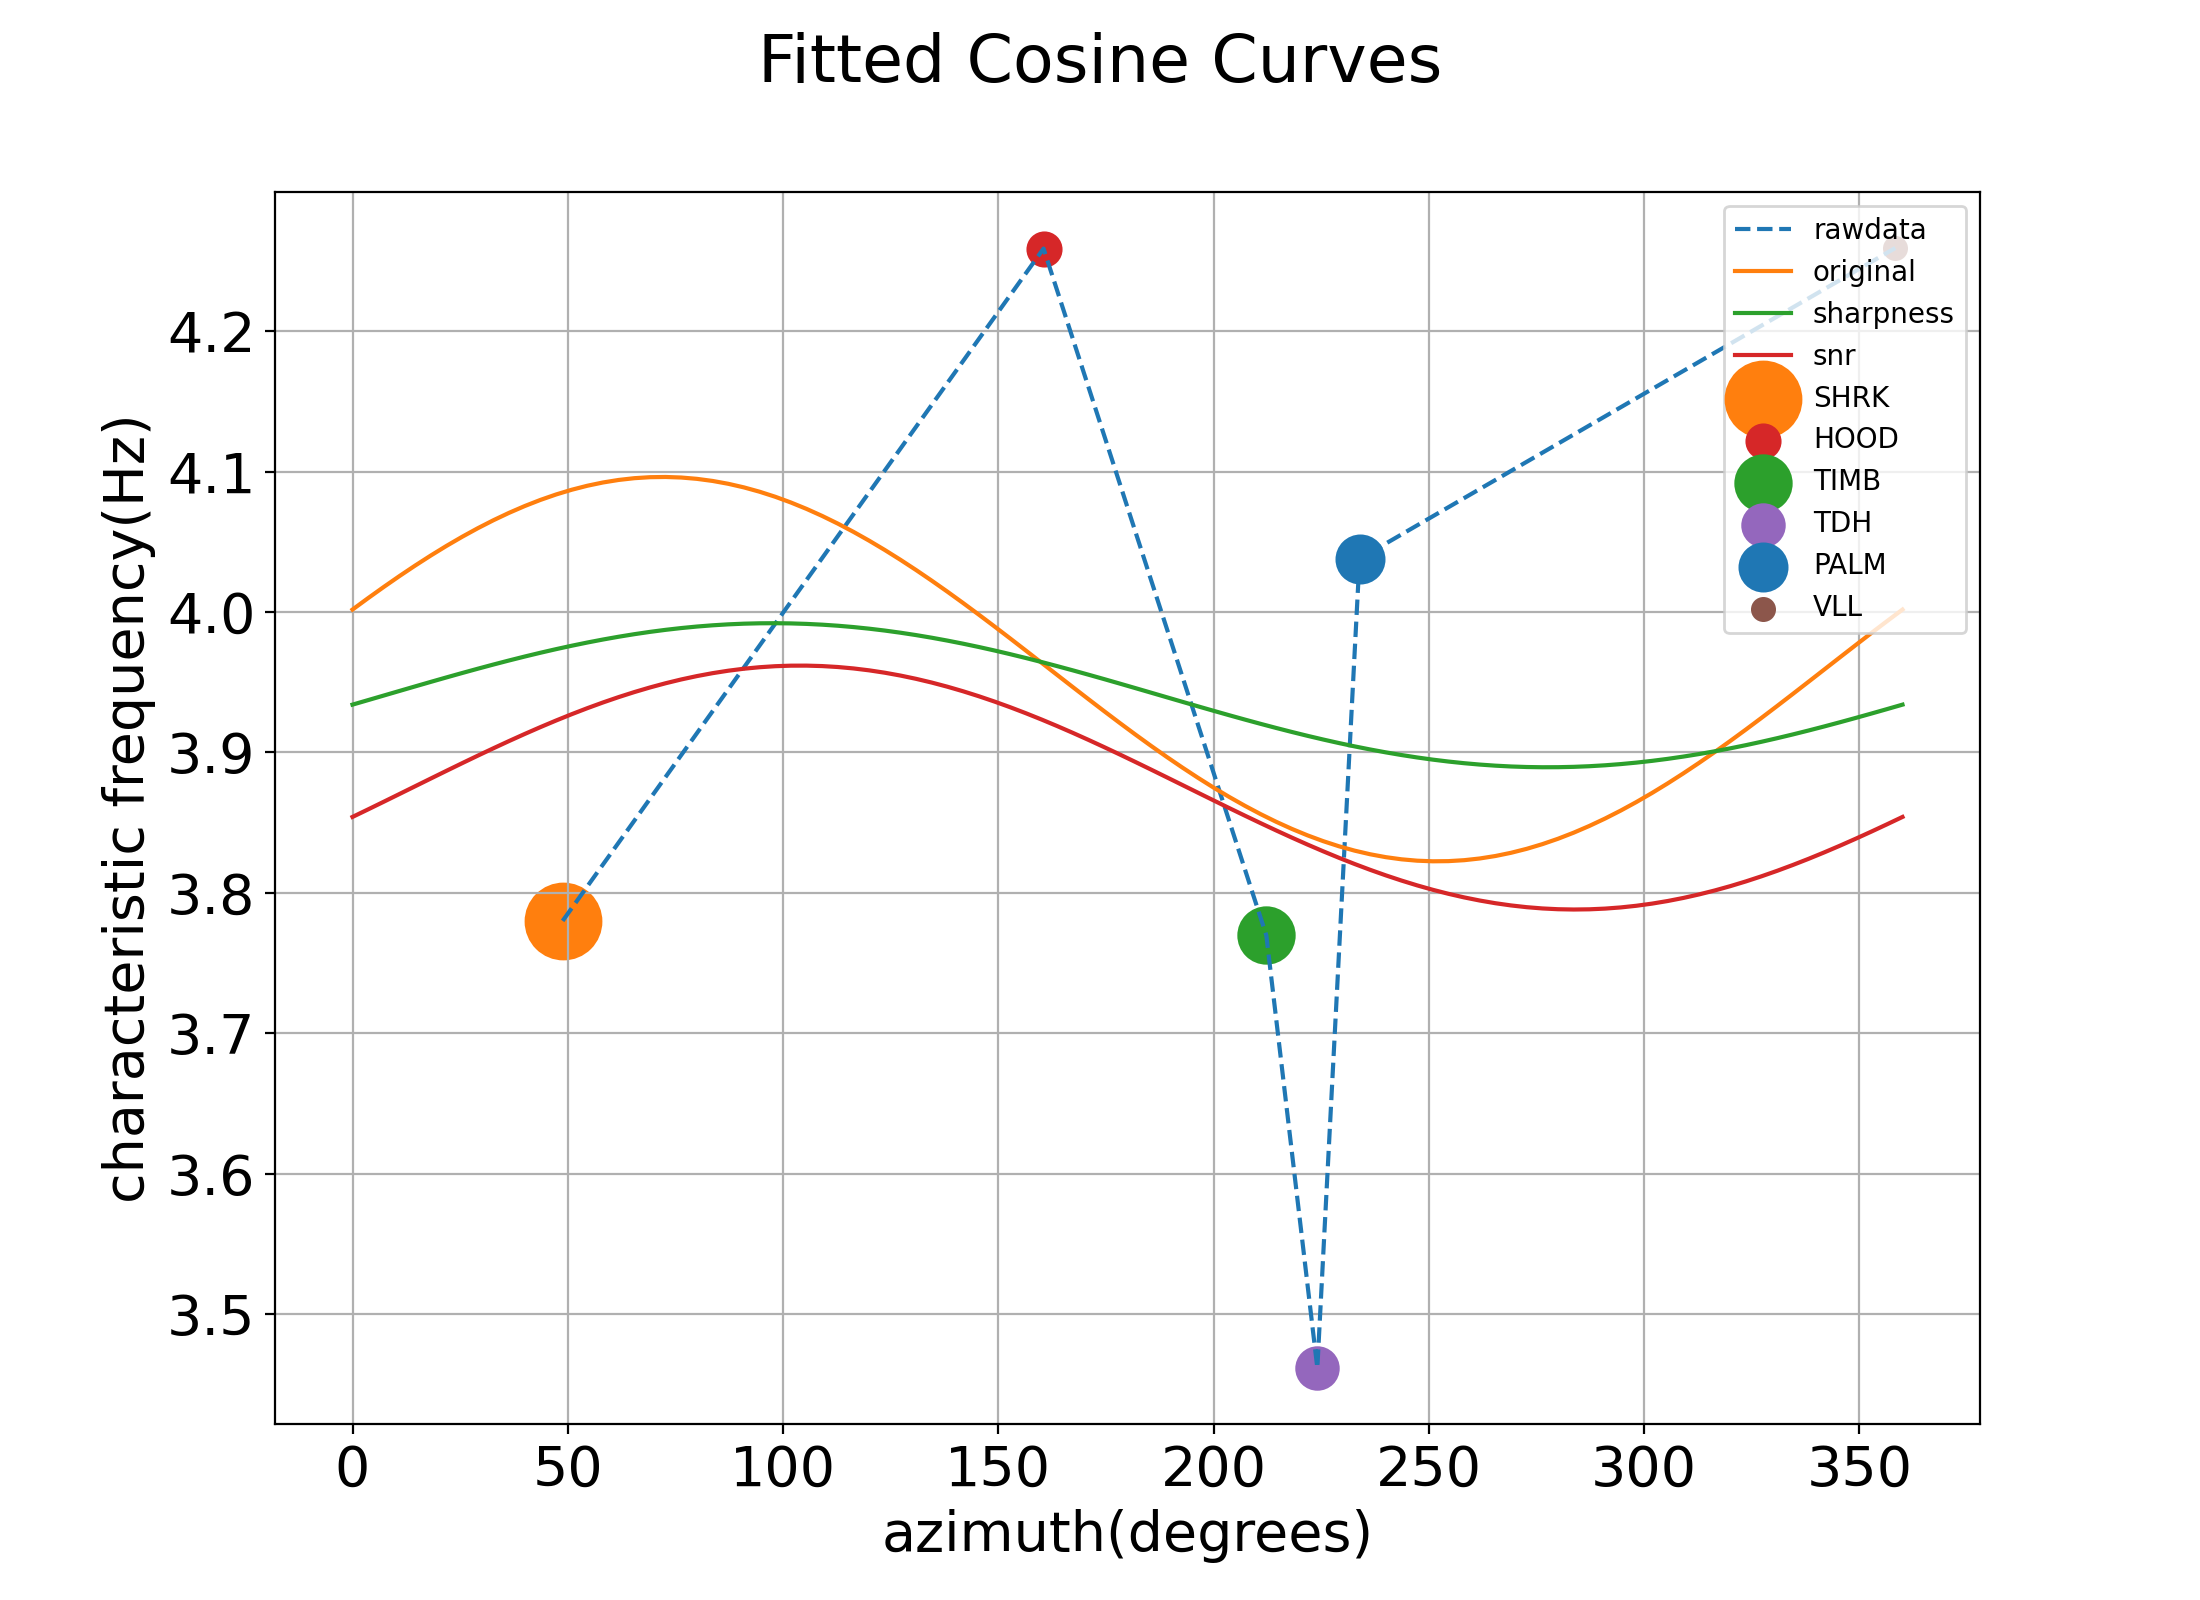 Fitted Cosine Curves
rawdata
original
sharpness
snr
SHRK
HOOD
TIMB
TDH
PALM
VLL
characteristic frequency(Hz)
4.2
4.1
4.0
3.9
3.8
3.7
3.6
3.5
0 50 100 150 200 250 300 350
azimuth(degrees)